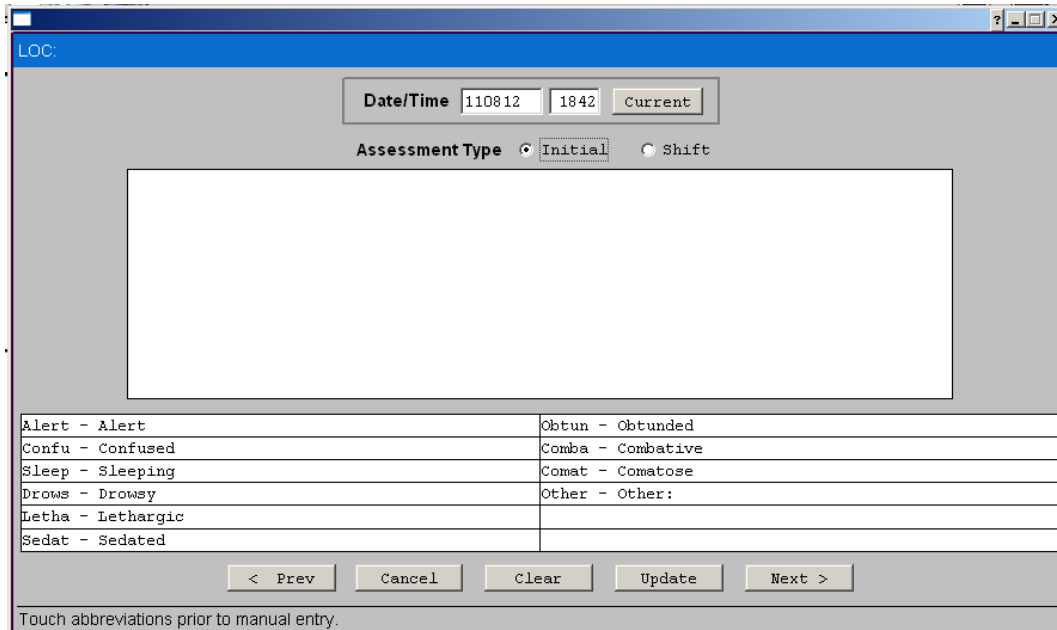 LOC:
Date/Time 110812 1842 Current
Assessment Type Initial Shift
Alert - Alert Obtun - Obtunded
Confu - Confused Comba - Combative
Sleep - Sleeping Comat - Comatose
Drows - Drowsy Other - Other:
Letha - Lethargic
Sedat - Sedated
< Prev Cancel Clear Update Next >
Touch abbreviations prior to manual entry.